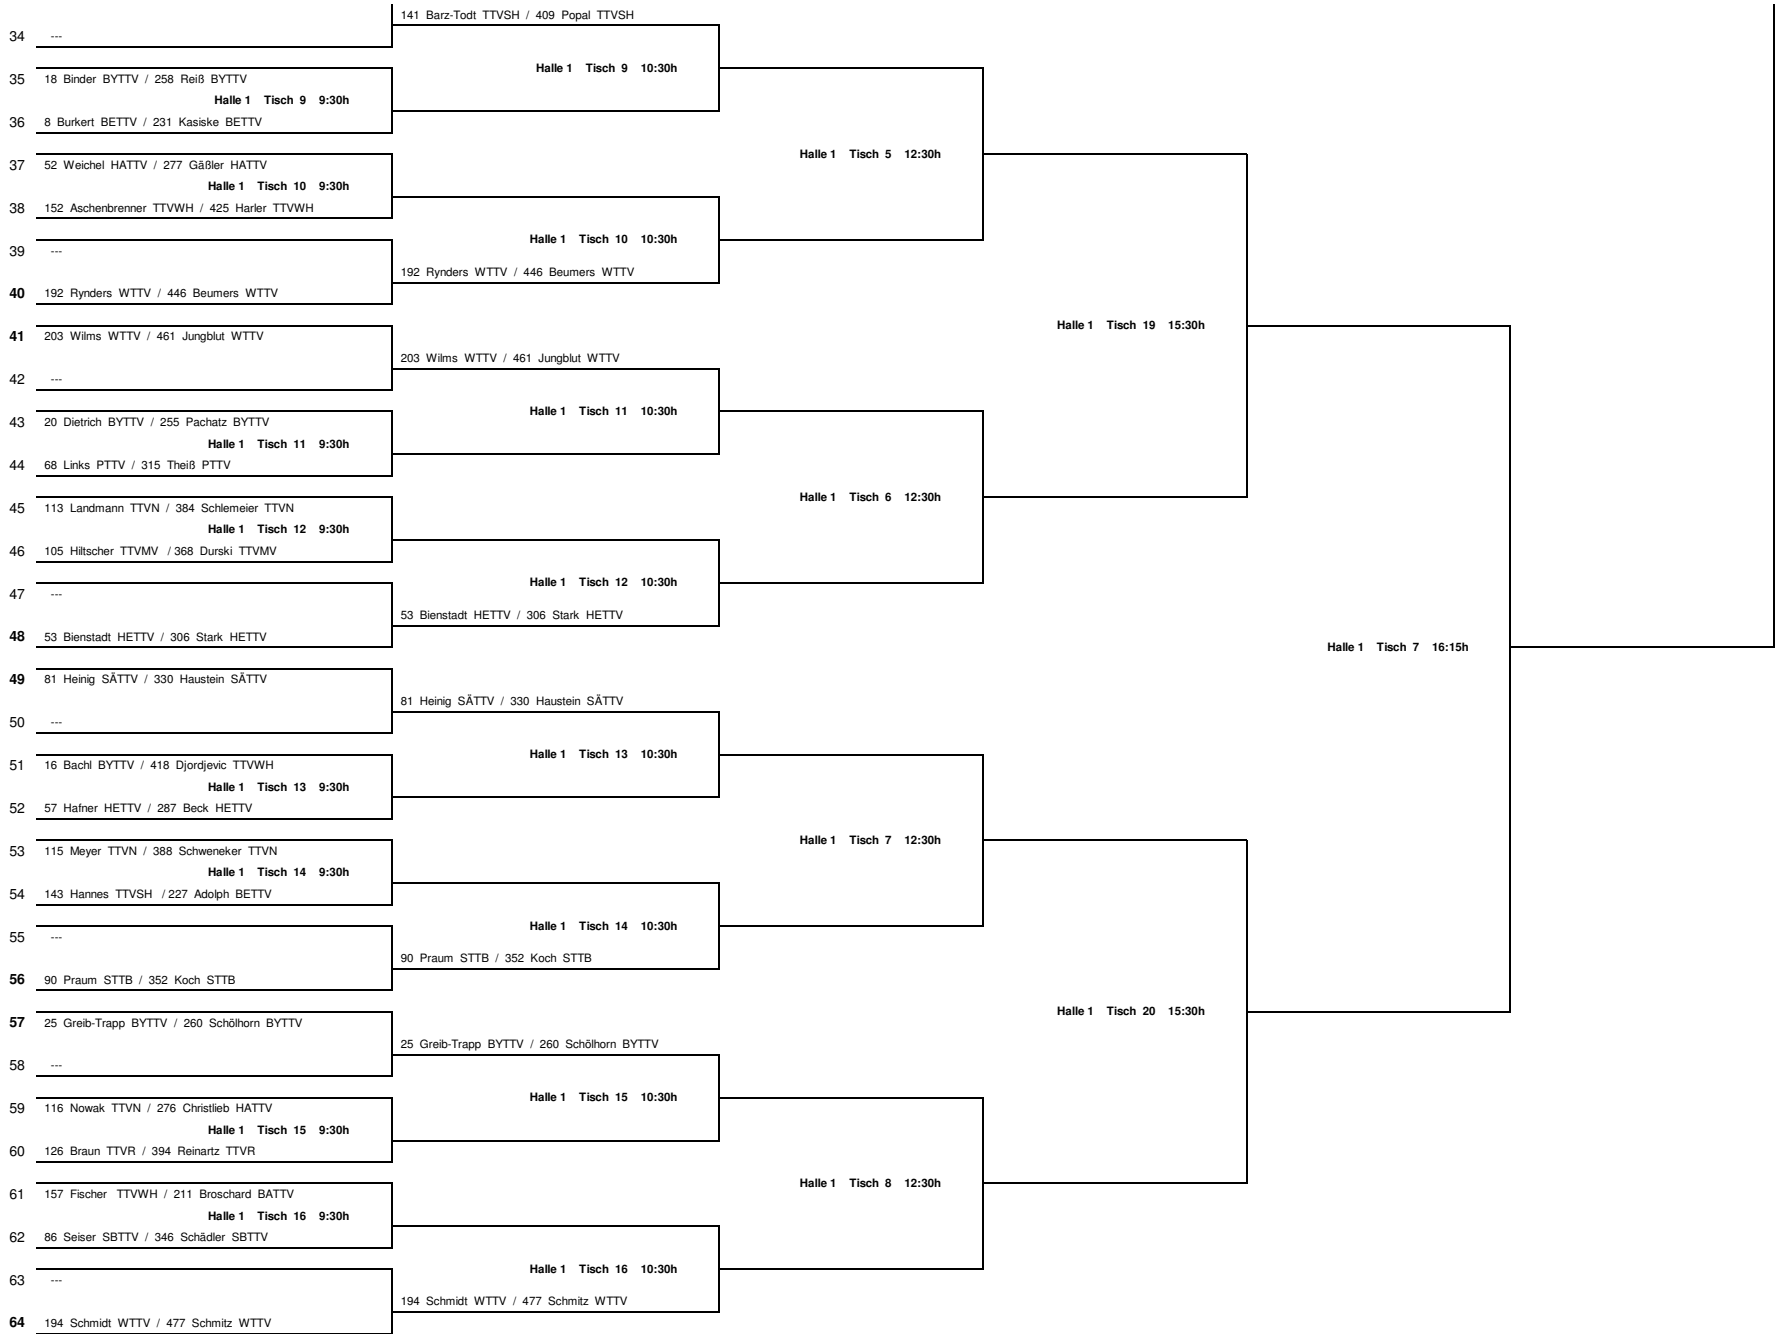 141 Barz-Todt TTVSH / 409 Popal TTVSH
34 ---
Halle 1 Tisch 9 10:30h
35 18 Binder BYTTV / 258 Reiß BYTTV
Halle 1 Tisch 9 9:30h
36 8 Burkert BETTV / 231 Kasiske BETTV
Halle 1 Tisch 5 12:30h
37 52 Weichel HATTV / 277 Gäßler HATTV
Halle 1 Tisch 10 9:30h
38 152 Aschenbrenner TTVWH / 425 Harler TTVWH
Halle 1 Tisch 10 10:30h
39 ---
192 Rynders WTTV / 446 Beumers WTTV
40 192 Rynders WTTV / 446 Beumers WTTV
Halle 1 Tisch 19 15:30h
41 203 Wilms WTTV / 461 Jungblut WTTV
203 Wilms WTTV / 461 Jungblut WTTV
42 ---
Halle 1 Tisch 11 10:30h
43 20 Dietrich BYTTV / 255 Pachatz BYTTV
Halle 1 Tisch 11 9:30h
44 68 Links PTTV / 315 Theiß PTTV
Halle 1 Tisch 6 12:30h
45 113 Landmann TTVN / 384 Schlemeier TTVN
Halle 1 Tisch 12 9:30h
46 105 Hiltscher TTVMV / 368 Durski TTVMV
Halle 1 Tisch 12 10:30h
47 ---
53 Bienstadt HETTV / 306 Stark HETTV
48 53 Bienstadt HETTV / 306 Stark HETTV
Halle 1 Tisch 7 16:15h
49 81 Heinig SÄTTV / 330 Haustein SÄTTV
81 Heinig SÄTTV / 330 Haustein SÄTTV
50 ---
Halle 1 Tisch 13 10:30h
51 16 Bachl BYTTV / 418 Djordjevic TTVWH
Halle 1 Tisch 13 9:30h
52 57 Hafner HETTV / 287 Beck HETTV
Halle 1 Tisch 7 12:30h
53 115 Meyer TTVN / 388 Schweneker TTVN
Halle 1 Tisch 14 9:30h
54 143 Hannes TTVSH / 227 Adolph BETTV
Halle 1 Tisch 14 10:30h
55 ---
90 Praum STTB / 352 Koch STTB
56 90 Praum STTB / 352 Koch STTB
Halle 1 Tisch 20 15:30h
57 25 Greib-Trapp BYTTV / 260 Schölhorn BYTTV
25 Greib-Trapp BYTTV / 260 Schölhorn BYTTV
58 ---
Halle 1 Tisch 15 10:30h
59 116 Nowak TTVN / 276 Christlieb HATTV
Halle 1 Tisch 15 9:30h
60 126 Braun TTVR / 394 Reinartz TTVR
Halle 1 Tisch 8 12:30h
61 157 Fischer TTVWH / 211 Broschard BATTV
Halle 1 Tisch 16 9:30h
62 86 Seiser SBTTV / 346 Schädler SBTTV
Halle 1 Tisch 16 10:30h
63 ---
194 Schmidt WTTV / 477 Schmitz WTTV
64 194 Schmidt WTTV / 477 Schmitz WTTV